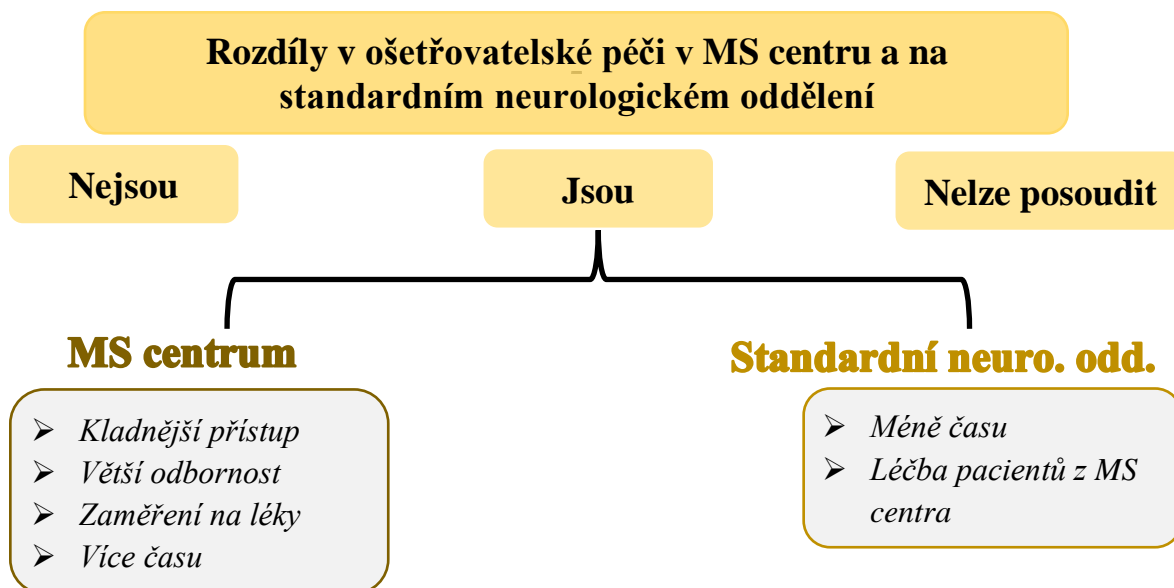 Rozdíly v ošetřovatelské péči v MS centru a na
standardním neurologickém oddělení
Nejsou
Jsou
Nelze posoudit
MS centrum
Kladnější přístup
Větší odbornost
Zaměření na léky
Více času
Standardní neuro. odd.
Méně času
Léčba pacientů z MS
centra